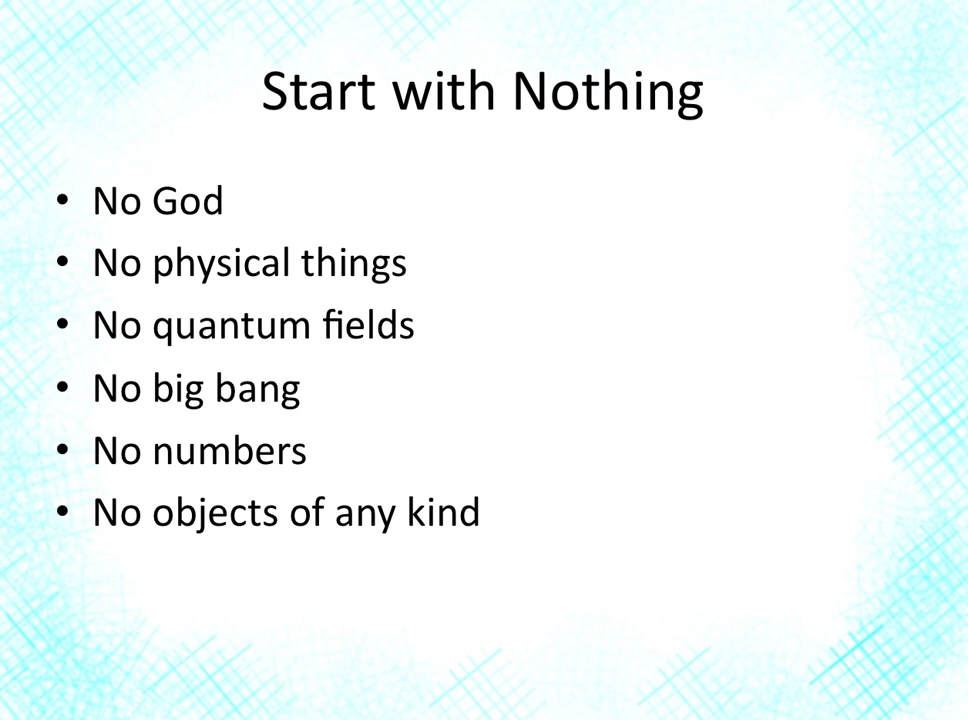 Start with Nothing
• No God
• No physical things
• No quantum fields
• No big bang
• No numbers
• No objects of any kind